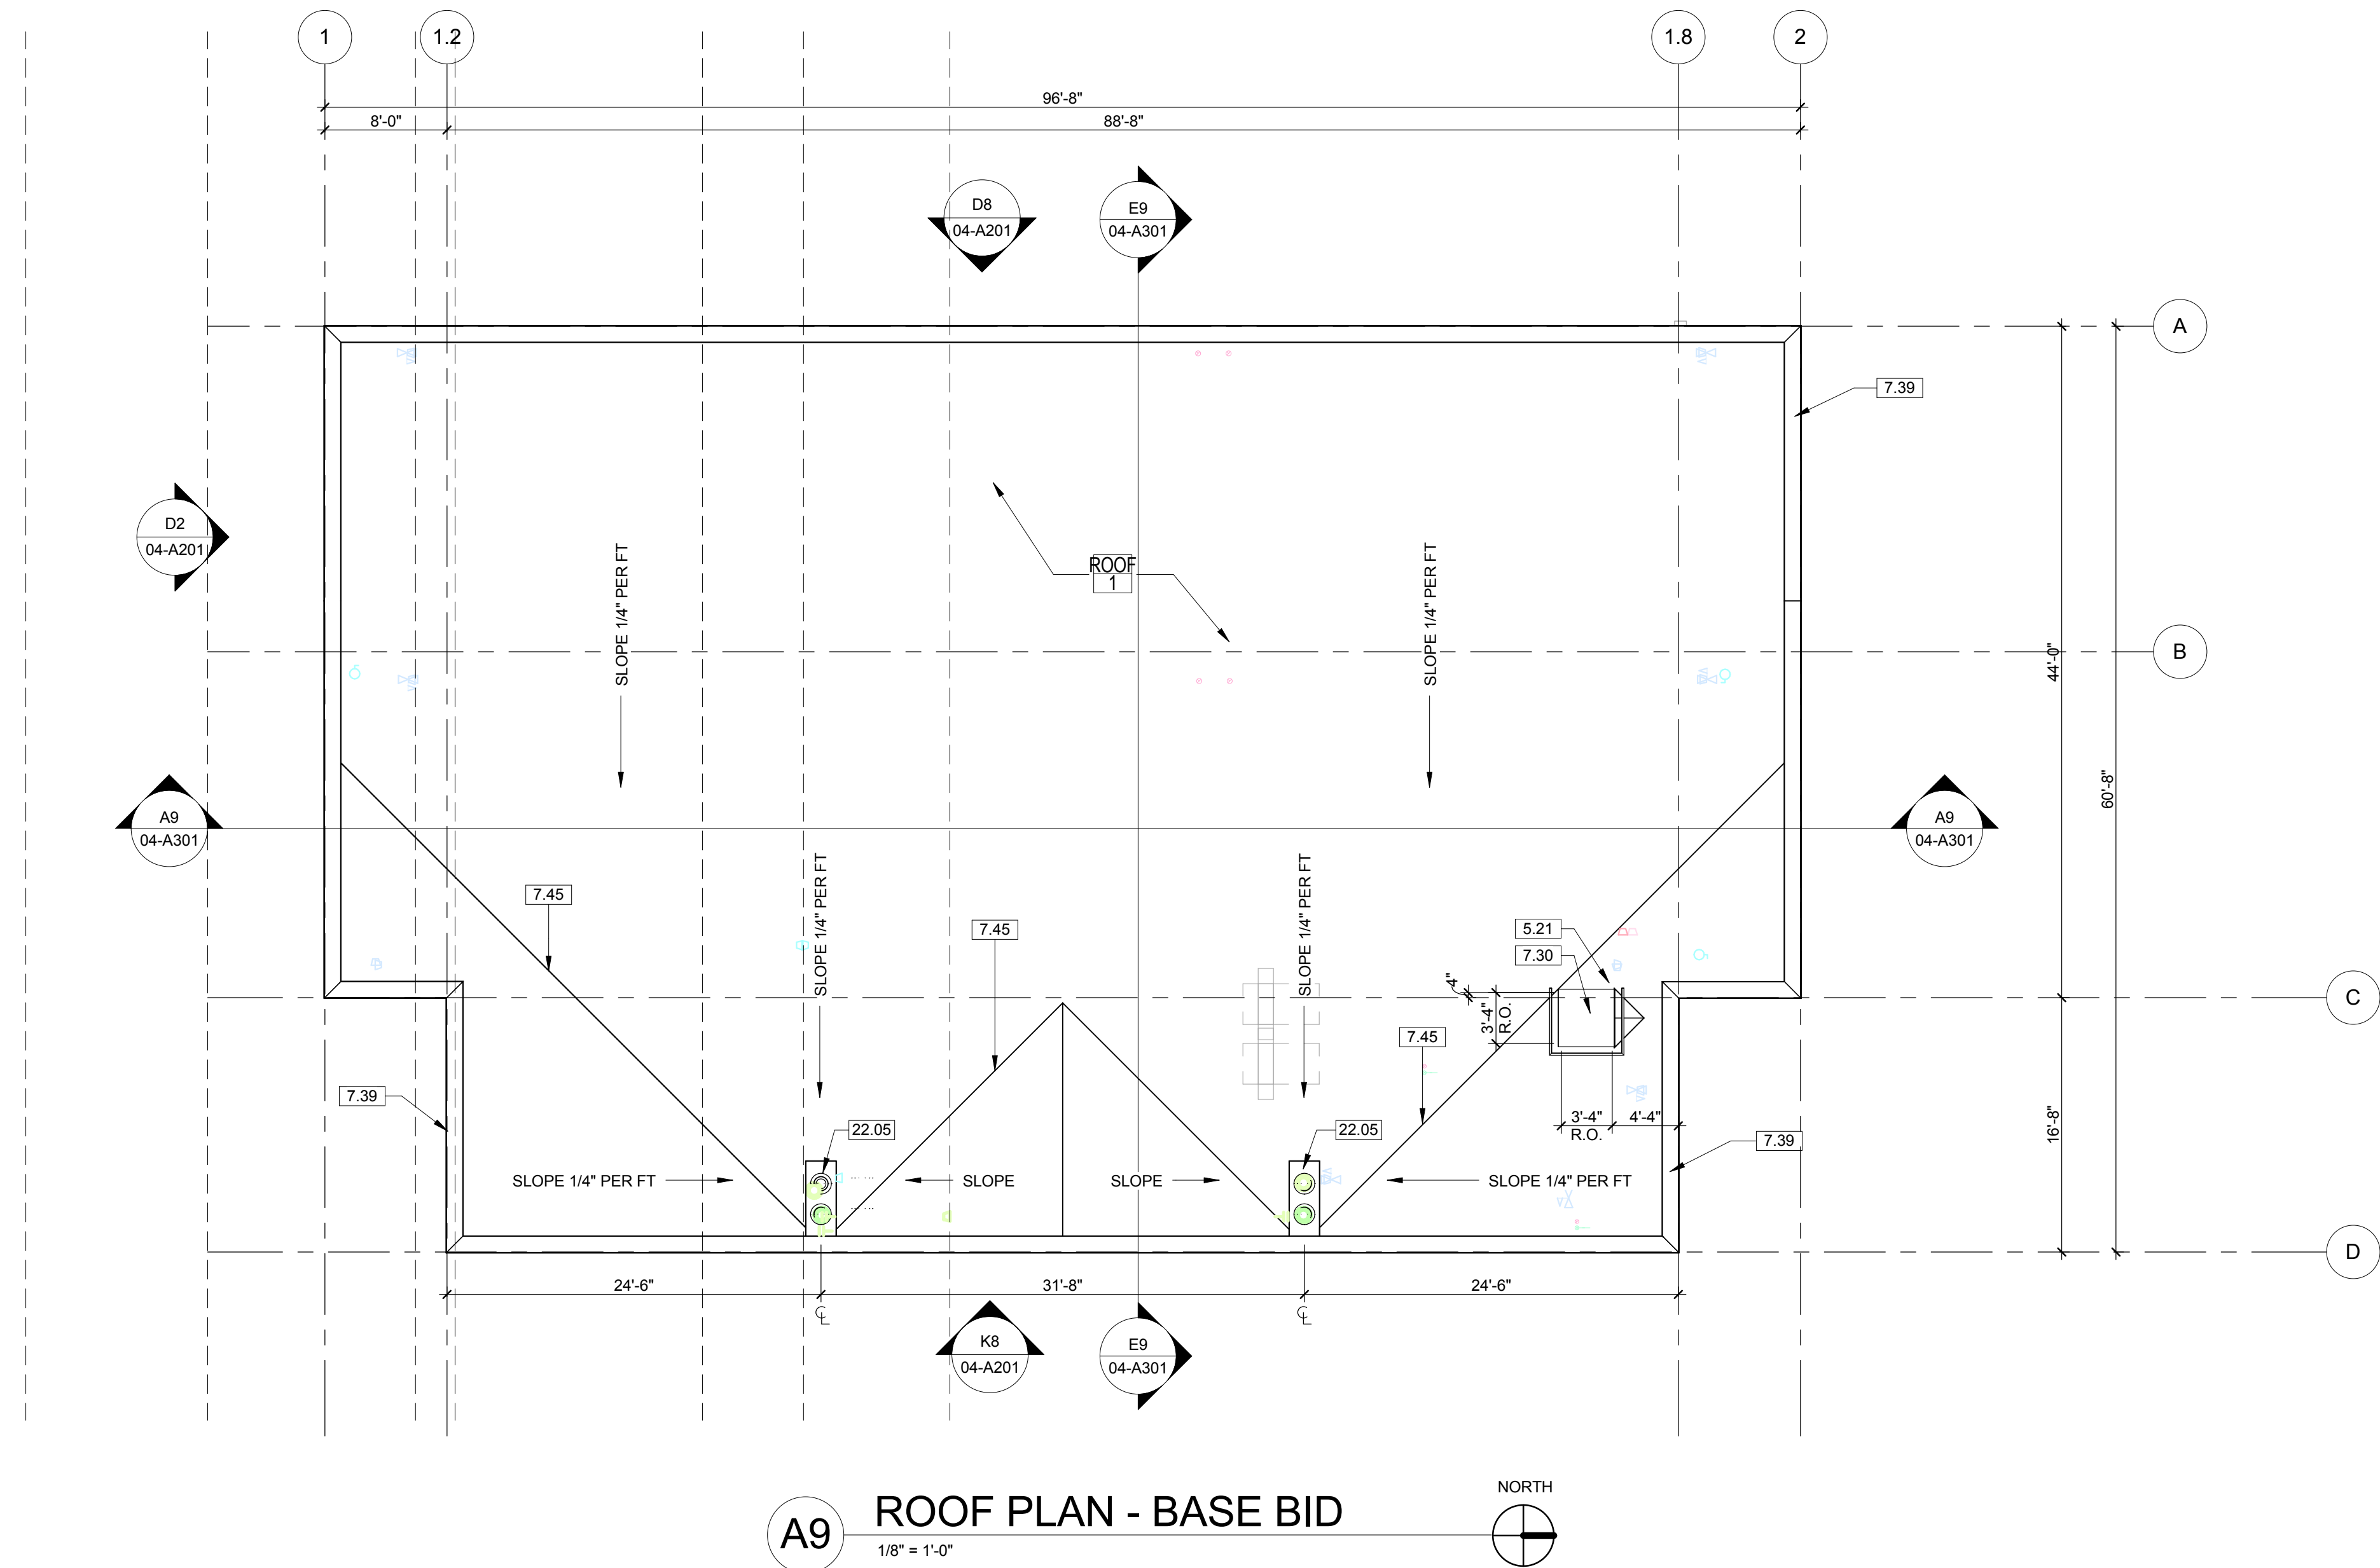 1
1.2
1.8
2
96'-8"
8'-0"
88'-8"
D8
04-A201
E9
04-A301
A
7.39
D2
04-A201
SLOPE 1/4" PER FT
ROOF
1
SLOPE 1/4" PER FT
B
44'-0"
60'-8"
A9
04-A301
A9
04-A301
7.45
SLOPE 1/4" PER FT
7.45
SLOPE 1/4" PER FT
5.21
7.30
4"
3'-4"
R.O.
C
7.45
7.39
22.05
22.05
3'-4"
R.O.
4'-4"
7.39
16'-8"
SLOPE 1/4" PER FT
SLOPE
SLOPE
SLOPE 1/4" PER FT
D
24'-6"
31'-8"
24'-6"
CL
CL
K8
04-A201
E9
04-A301
A9
ROOF PLAN - BASE BID
1/8" = 1'-0"
NORTH